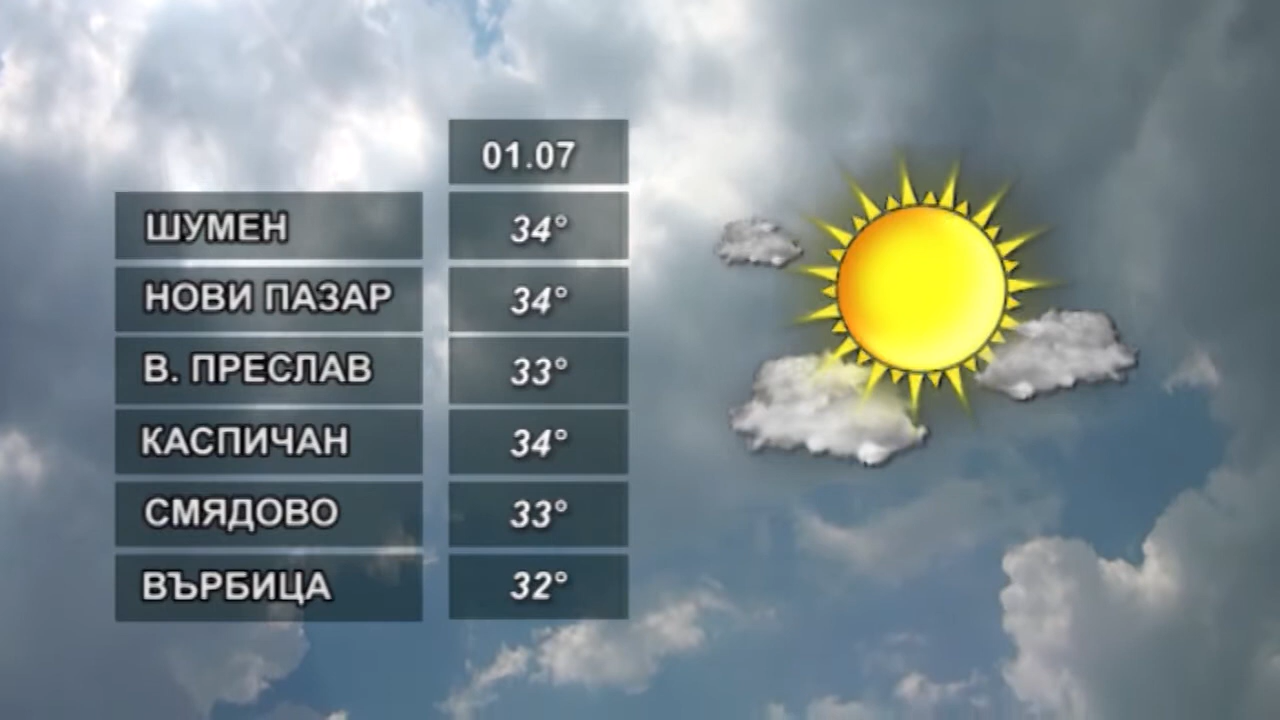 01.07
ШУМЕН 34°
НОВИ ПАЗАР 34°
В. ПРЕСЛАВ 33°
КАСПИЧАН 34°
СМЯДОВО 33°
ВЪРБИЦА 32°